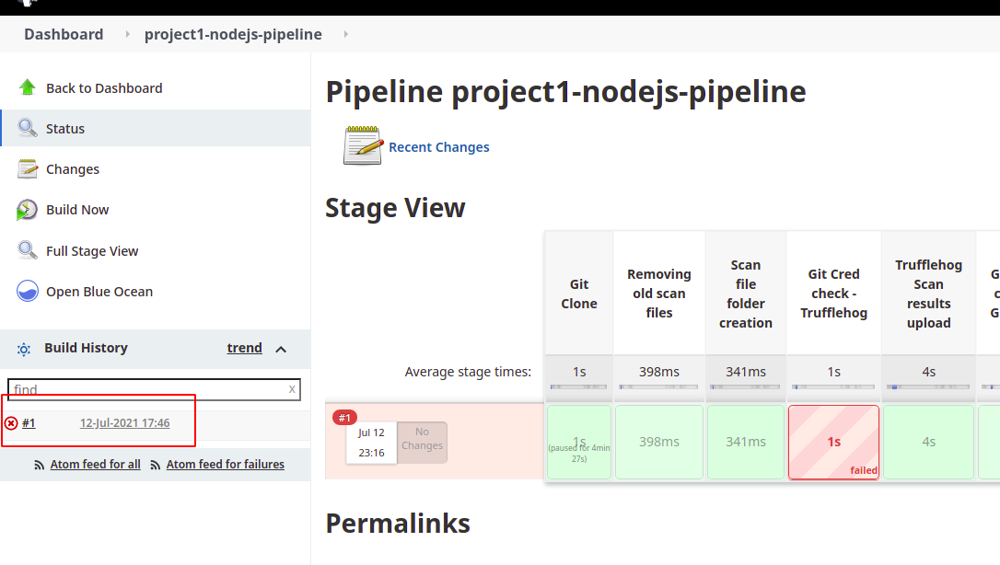 Dashboard project1-nodejs-pipeline
Back to Dashboard
Status
Changes
Build Now
Full Stage View
Open Blue Ocean
Build History trend
find x
#1 12-Jul-2021 17:46
Atom feed for all Atom feed for failures
Pipeline project1-nodejs-pipeline
Recent Changes
Stage View
Git
Clone
Removing
old scan
files
Scan
file
folder
creation
Git Cred
check -
Trufflehog
Trufflehog
Scan
results
upload
G
c
G
Average stage times:
1s 398ms 341ms 1s 4s
#1
Jul 12
23:16
No
Changes
1s
(paused for 4min
27s)
398ms
341ms
1s
failed
4s
Permalinks